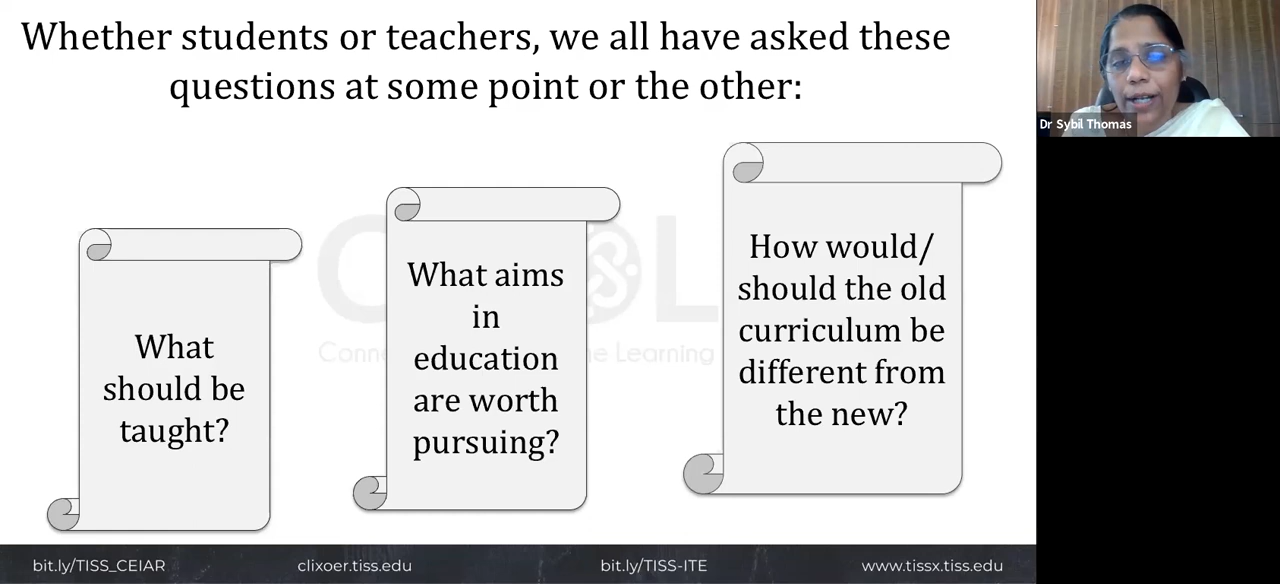 Whether students or teachers, we all have asked these
questions at some point or the other:
Dr Sybil Thomas
What
should be
taught?
What aims
in
education
are worth
pursuing?
How would/
should the old
curriculum be
different from
the new?
bit.ly/TISS_CEIAR
clixoer.tiss.edu
bit.ly/TISS-ITE
www.tissx.tiss.edu